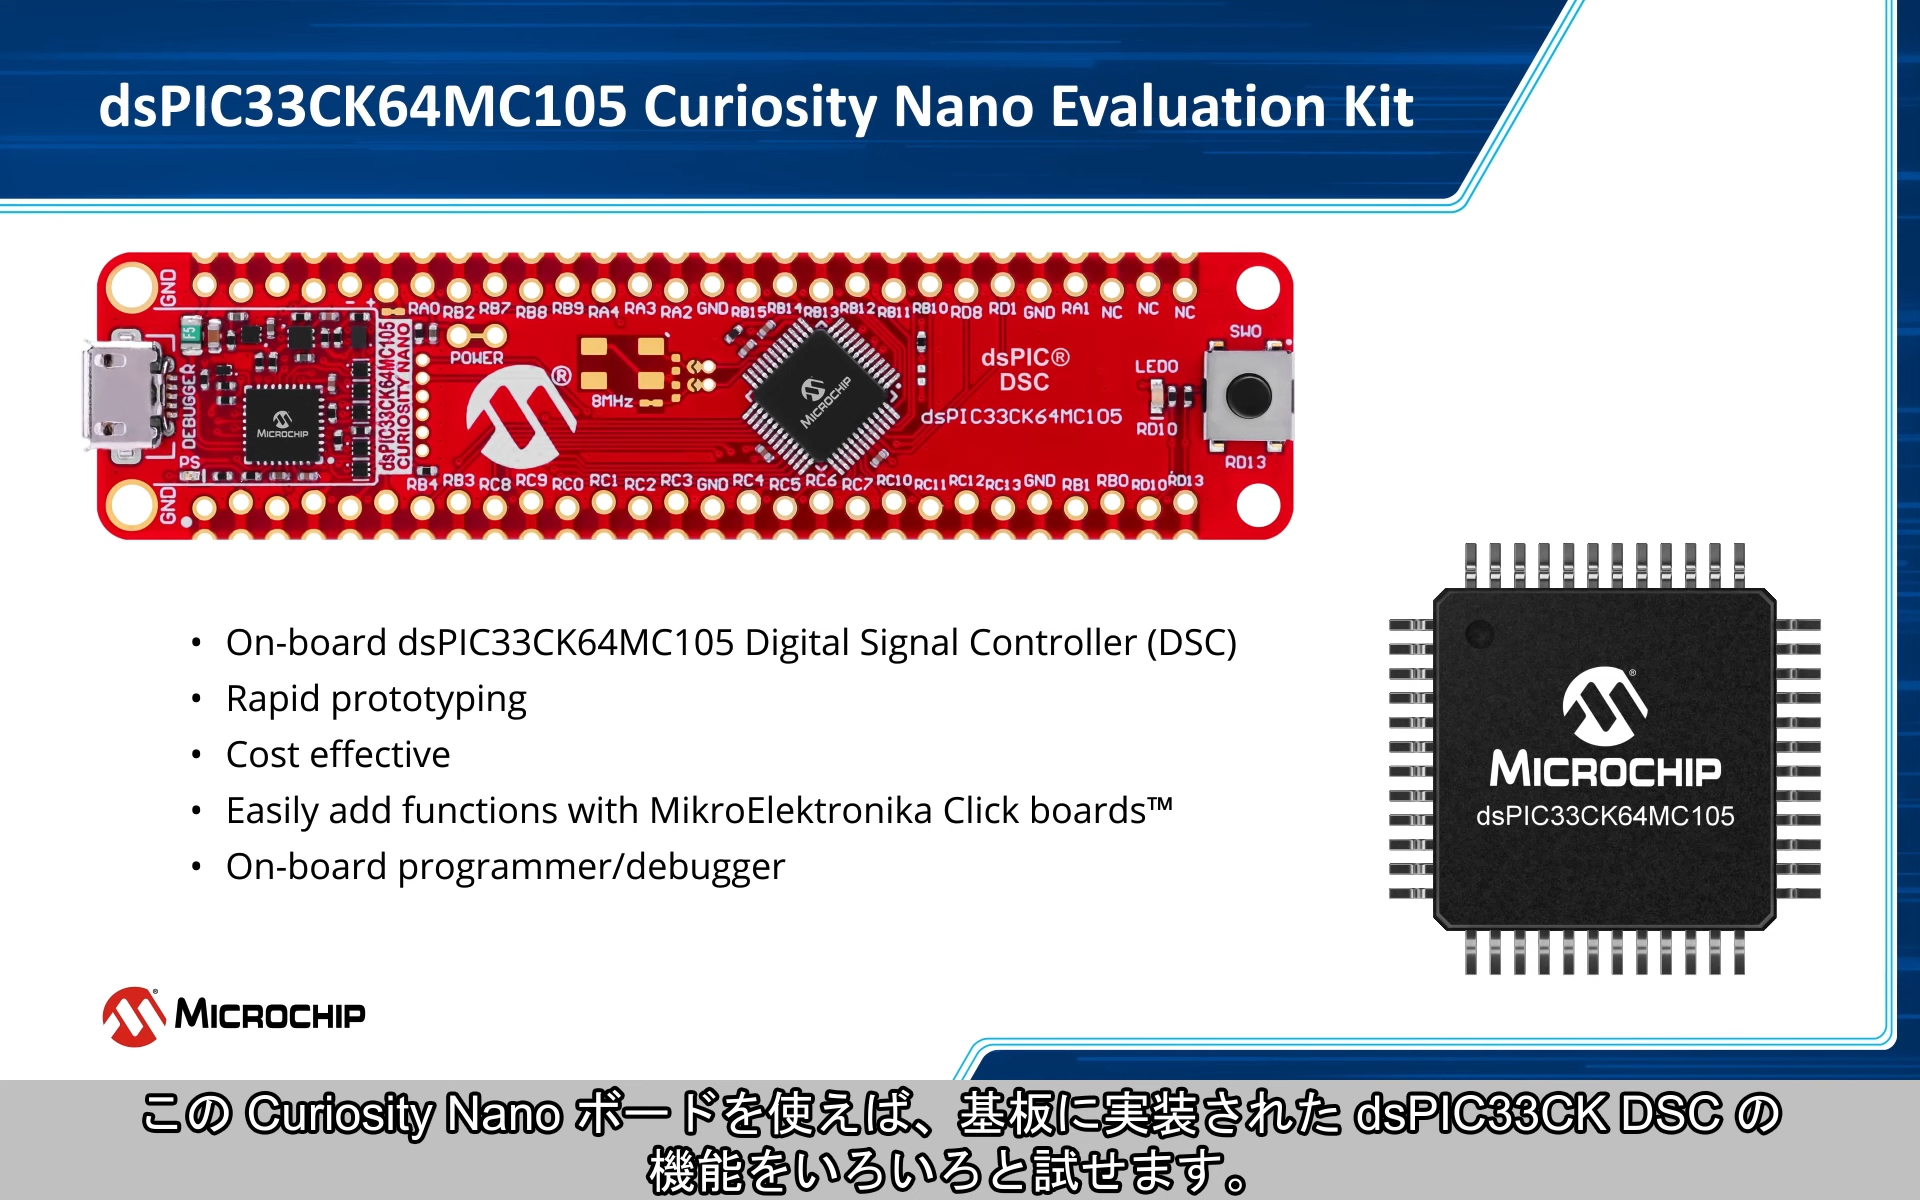 dsPIC33CK64MC105 Curiosity Nano Evaluation Kit
GND
- +
RA0 RB2 RB7 RB8 RB9 RA4 RA3 RA2 GND RB15 RB14 RB13 RB12 RB11 RB10 RD8 RD1 GND RA1 NC NC NC
F5
DEBUGGER
MICROCHIP
dsPIC33CK64MC105
CURIOSITY NANO
POWER
®
8MHz
MICROCHIP
dsPIC®
DSC
dsPIC33CK64MC105
LED0
RD10
SW0
RD13
PS
GND
RB4 RB3 RC8 RC9 RC0 RC1 RC2 RC3 GND RC4 RC5 RC6 RC7 RC10 RC11 RC12 RC13 GND RB1 RB0 RD10 RD13
• On-board dsPIC33CK64MC105 Digital Signal Controller (DSC)
• Rapid prototyping
• Cost effective
• Easily add functions with MikroElektronika Click boards™
• On-board programmer/debugger
®
MICROCHIP
dsPIC33CK64MC105
®
MICROCHIP
この Curiosity Nano ボードを使えば、基板に実装された dsPIC33CK DSC の
機能をいろいろと試せます。